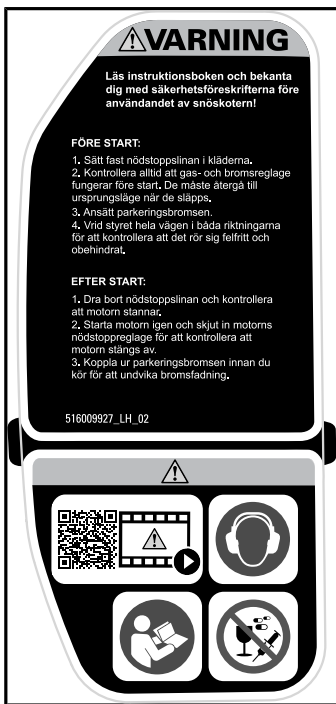 VARNING
Läs instruktionsboken och bekanta
dig med säkerhetsföreskrifterna före
användandet av snöskotern!
FÖRE START:
1. Sätt fast nödstoppslinan i kläderna.
2. Kontrollera alltid att gas- och bromsreglage
fungerar före start. De måste återgå till
ursprungsläge när de släpps.
3. Ansätt parkeringsbromsen.
4. Vrid styret hela vägen i båda riktningarna
för att kontrollera att det rör sig felfritt och
obehindrat.
EFTER START:
1. Dra bort nödstoppslinan och kontrollera
att motorn stannar.
2. Starta motorn igen och skjut in motorns
nödstoppreglage för att kontrollera att
motorn stängs av.
3. Koppla ur parkeringsbromsen innan du
kör för att undvika bromsfadning.
516009927_LH_02